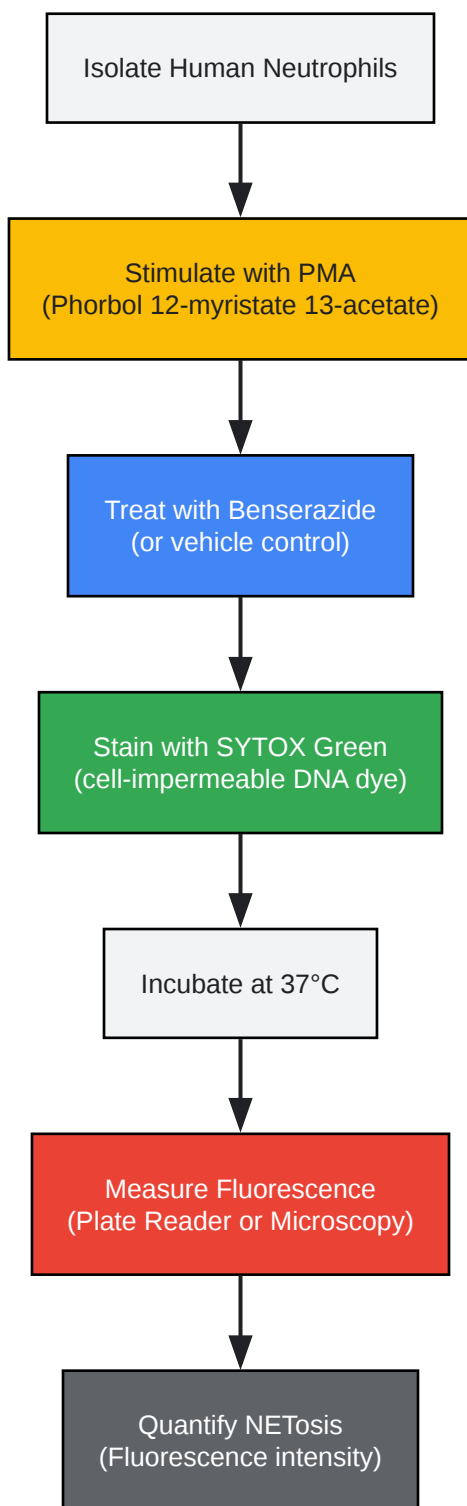 Isolate Human Neutrophils
Stimulate with PMA
(Phorbol 12-myristate 13-acetate)
Treat with Benserazide
(or vehicle control)
Stain with SYTOX Green
(cell-impermeable DNA dye)
Incubate at 37°C
Measure Fluorescence
(Plate Reader or Microscopy)
Quantify NETosis
(Fluorescence intensity)